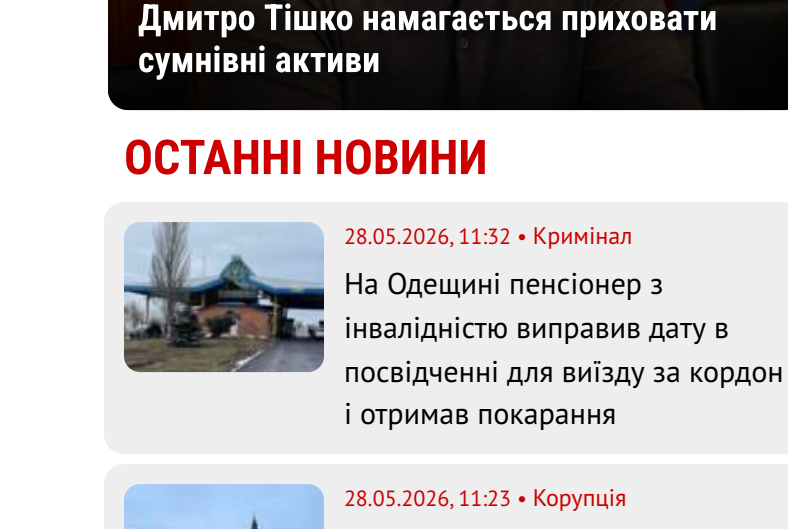 Дмитро Тішко намагається приховати
сумнівні активи
ОСТАННІ НОВИНИ
28.05.2026, 11:32 • Кримінал
На Одещині пенсіонер з
інвалідністю виправив дату в
посвідченні для виїзду за кордон
і отримав покарання
28.05.2026, 11:23 • Корупція